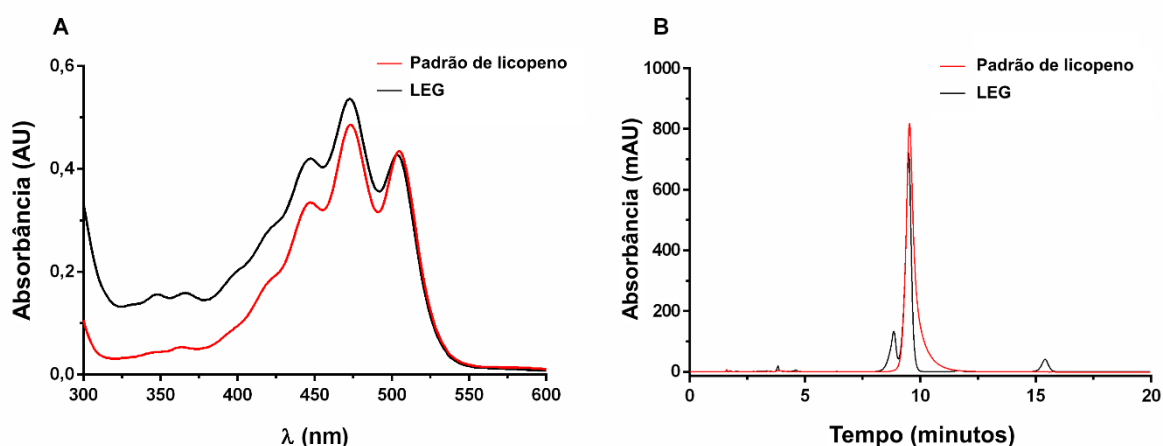 A
Padrão de licopeno
LEG
0,6
0,4
0,2
0,0
300
350
400
450
500
550
600
Absorbância (AU)
λ (nm)
B
Padrão de licopeno
LEG
1000
800
600
400
200
0
0
5
10
15
20
Absorbância (mAU)
Tempo (minutos)